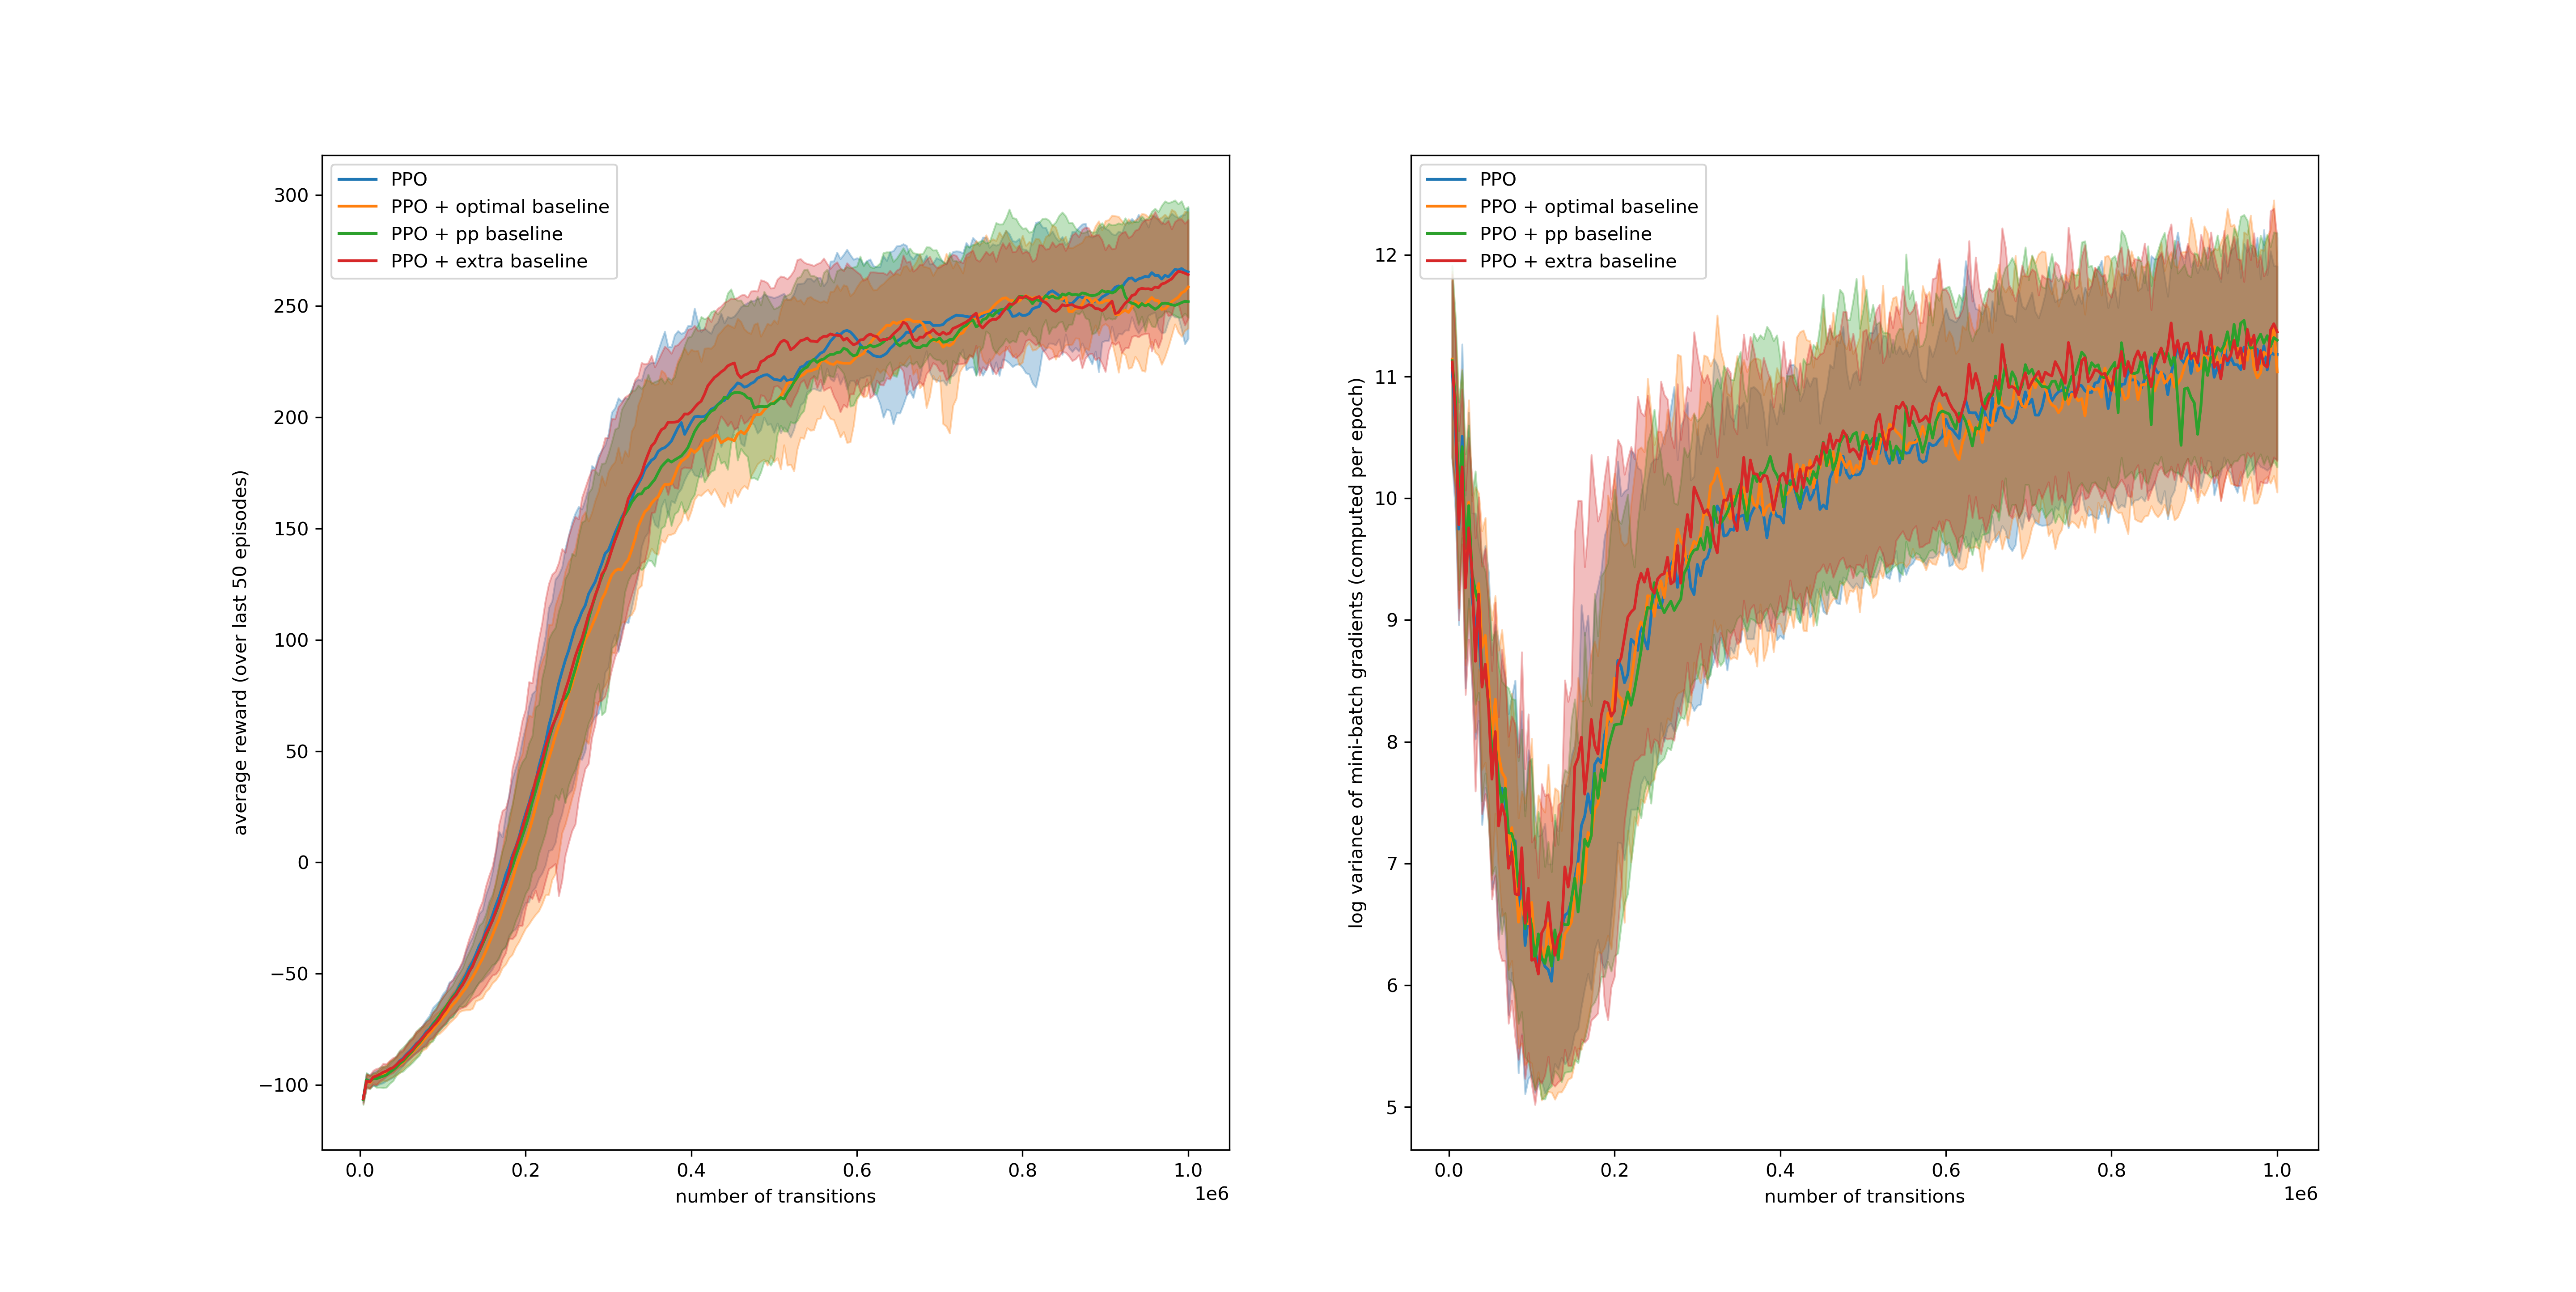 PPO
PPO + optimal baseline
PPO + pp baseline
PPO + extra baseline
300
250
200
150
100
50
0
−50
−100
average reward (over last 50 episodes)
0.0 0.2 0.4 0.6 0.8 1.0
1e6
number of transitions
PPO
PPO + optimal baseline
PPO + pp baseline
PPO + extra baseline
12
11
10
9
8
7
6
5
log variance of mini-batch gradients (computed per epoch)
0.0 0.2 0.4 0.6 0.8 1.0
1e6
number of transitions